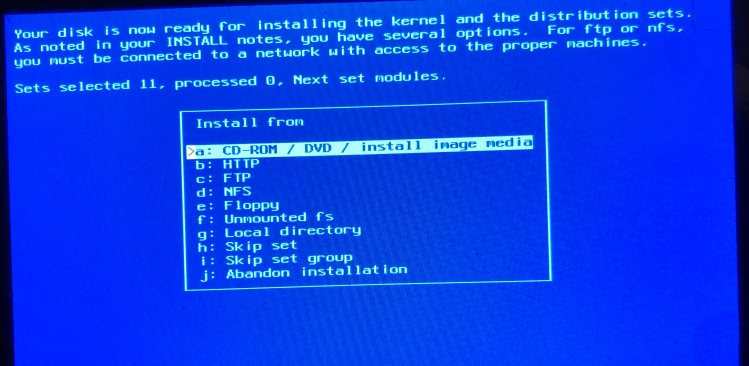 Your disk is now ready for installing the kernel and the distribution sets.
As noted in your INSTALL notes, you have several options.  For ftp or nfs,
you must be connected to a network with access to the proper machines.
Sets selected 11, processed 0, Next set modules.
Install from
>a: CD-ROM / DVD / install image media
b: HTTP
c: FTP
d: NFS
e: Floppy
f: Unmounted fs
g: Local directory
h: Skip set
i: Skip set group
j: Abandon installation